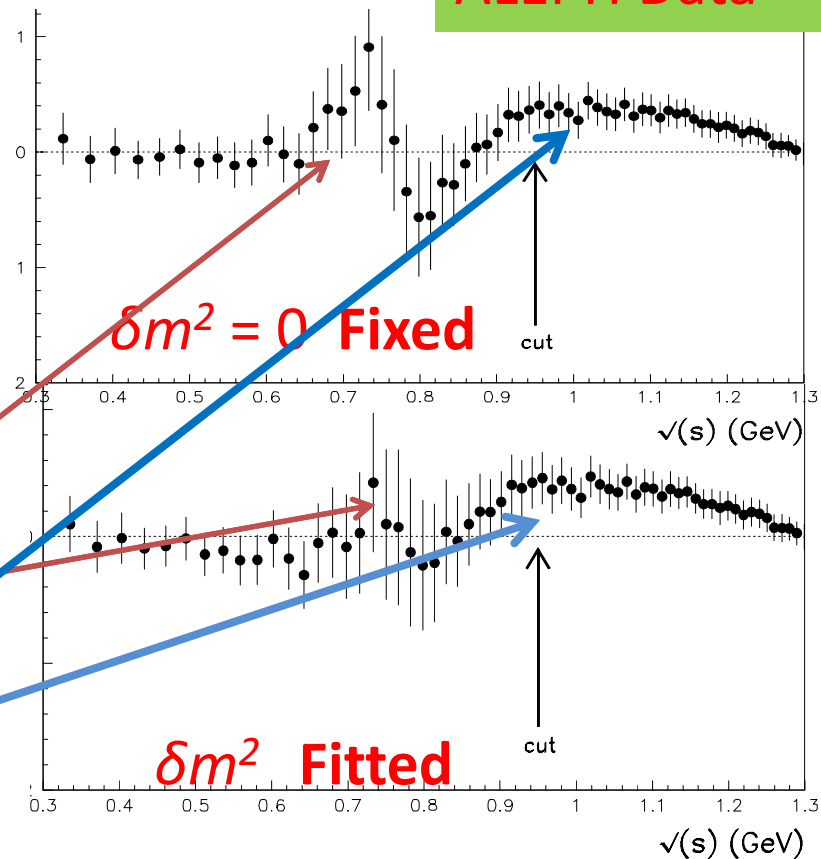 Data
1
0
1
δm² = 0 Fixed
cut
2
0.3 0.4 0.5 0.6 0.7 0.8 0.9 1 1.1 1.2 1.3
√(s) (GeV)
cut
δm² Fitted
0.3 0.4 0.5 0.6 0.7 0.8 0.9 1 1.1 1.2 1.3
√(s) (GeV)